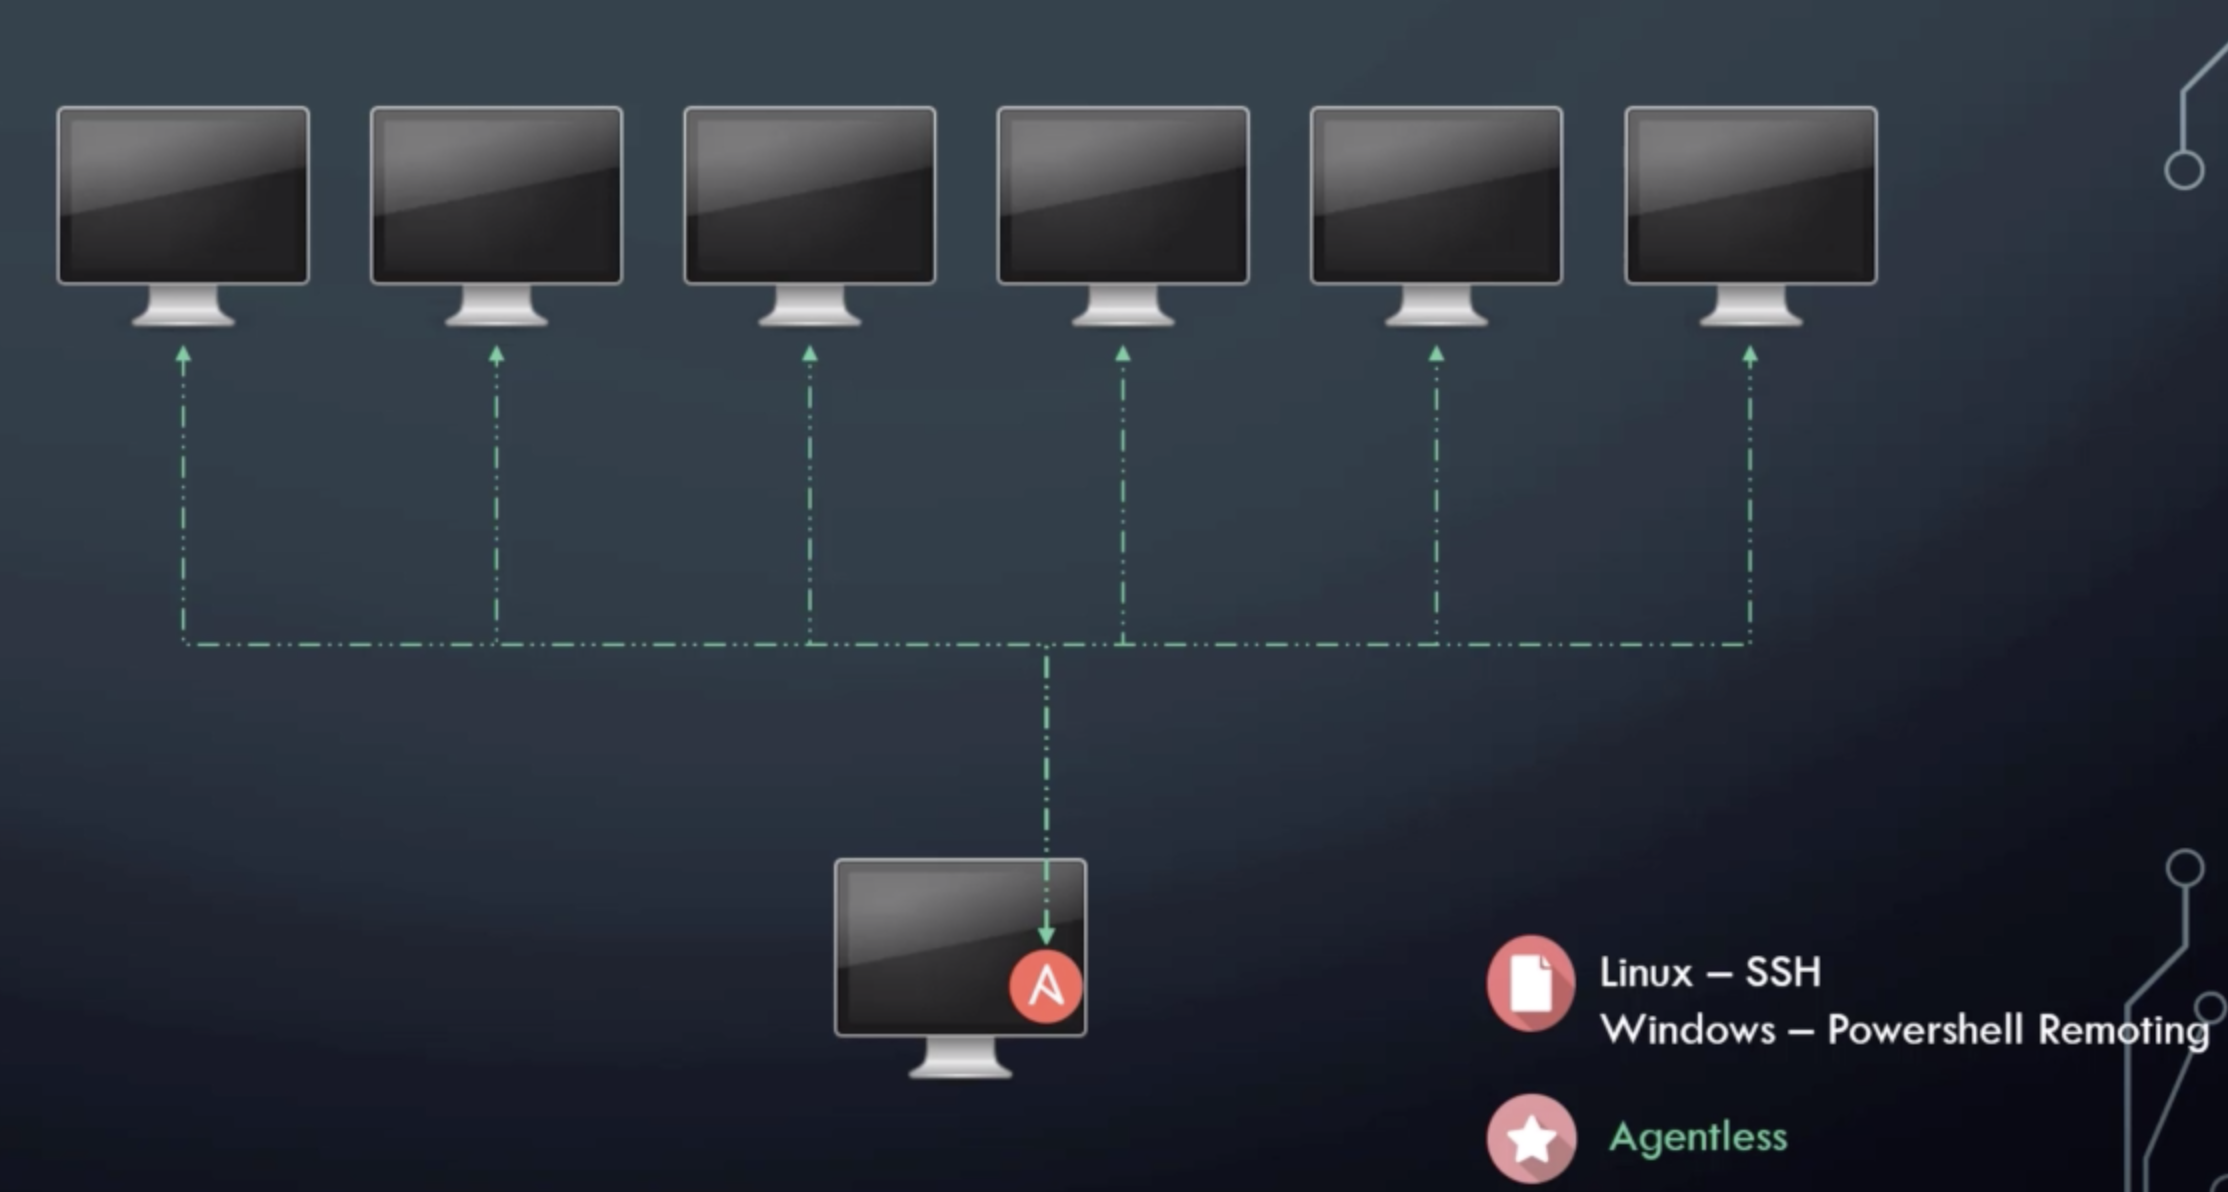 Linux – SSH
Windows – Powershell Remoting
Agentless